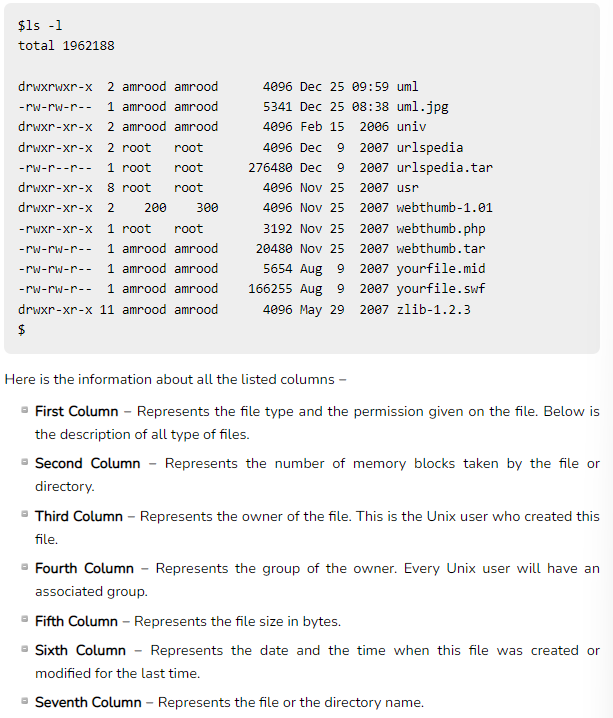 $ls -l
total 1962188
drwxrwxr-x  2 amrood amrood      4096 Dec 25 09:59 uml
-rw-rw-r--  1 amrood amrood      5341 Dec 25 08:38 uml.jpg
drwxr-xr-x  2 amrood amrood      4096 Feb 15  2006 univ
drwxr-xr-x  2 root   root        4096 Dec  9  2007 urlspedia
-rw-r--r--  1 root   root      276480 Dec  9  2007 urlspedia.tar
drwxr-xr-x  8 root   root        4096 Nov 25  2007 usr
drwxr-xr-x  2    200    300      4096 Nov 25  2007 webthumb-1.01
-rwxr-xr-x  1 root   root        3192 Nov 25  2007 webthumb.php
-rw-rw-r--  1 amrood amrood     20480 Nov 25  2007 webthumb.tar
-rw-rw-r--  1 amrood amrood      5654 Aug  9  2007 yourfile.mid
-rw-rw-r--  1 amrood amrood    166255 Aug  9  2007 yourfile.swf
drwxr-xr-x 11 amrood amrood      4096 May 29  2007 zlib-1.2.3
$
Here is the information about all the listed columns –
First Column – Represents the file type and the permission given on the file. Below is
the description of all type of files.
Second Column – Represents the number of memory blocks taken by the file or
directory.
Third Column – Represents the owner of the file. This is the Unix user who created this
file.
Fourth Column – Represents the group of the owner. Every Unix user will have an
associated group.
Fifth Column – Represents the file size in bytes.
Sixth Column – Represents the date and the time when this file was created or
modified for the last time.
Seventh Column – Represents the file or the directory name.